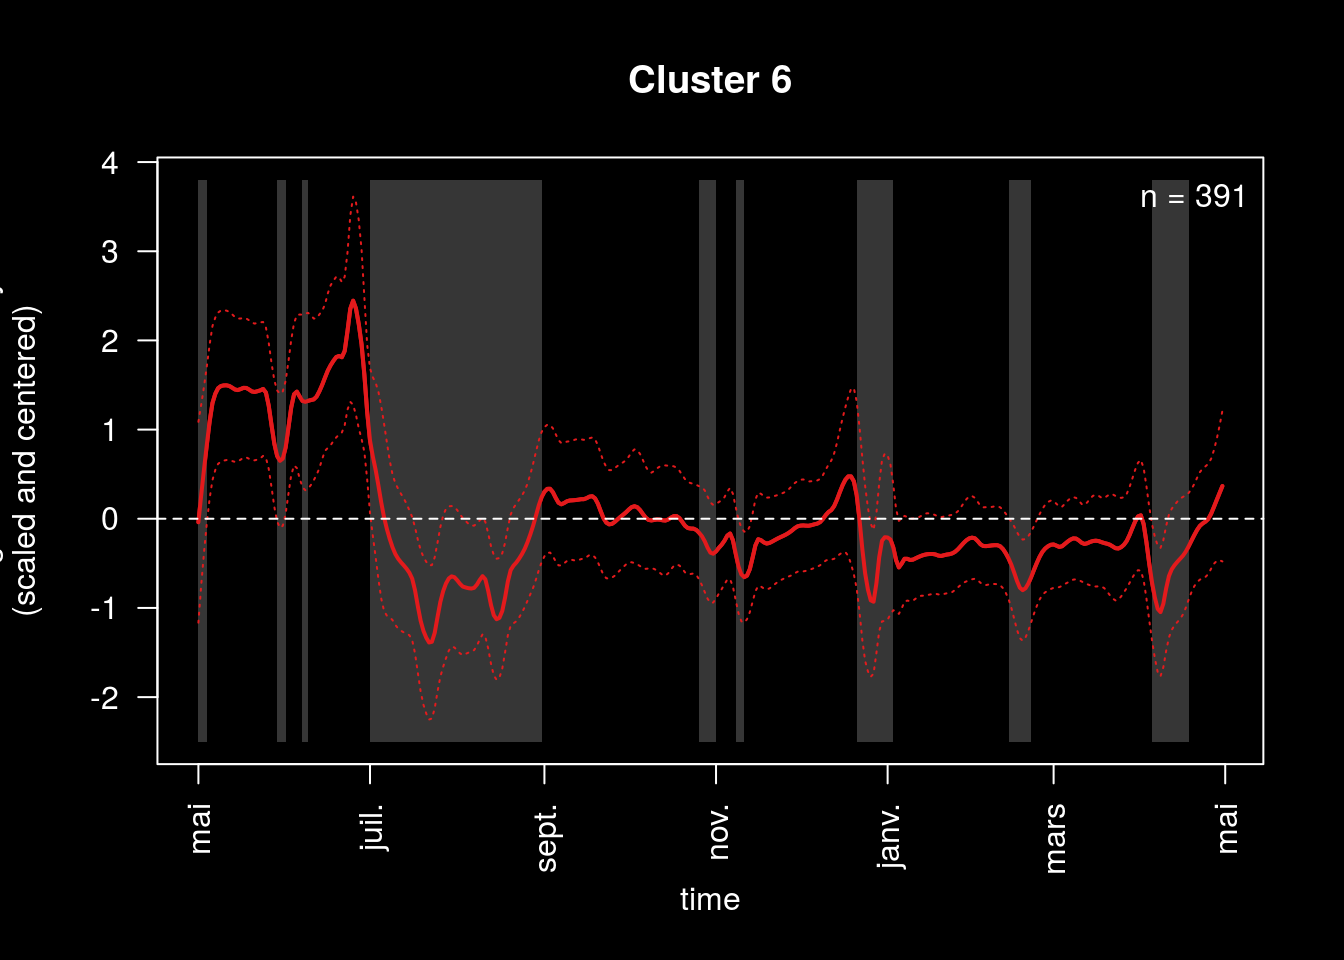 Cluster 6
n = 391
4
3
2
1
0
-1
-2
(scaled and centered)
mai
juil.
sept.
nov.
janv.
mars
mai
time